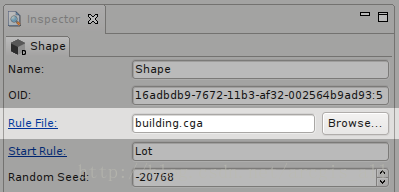 Inspector
Shape
Name: Shape
OID: 16adbdb9-7672-11b3-af32-002564b9ad93:5
Rule File: building.cga Browse...
Start Rule: Lot
Random Seed: -20768